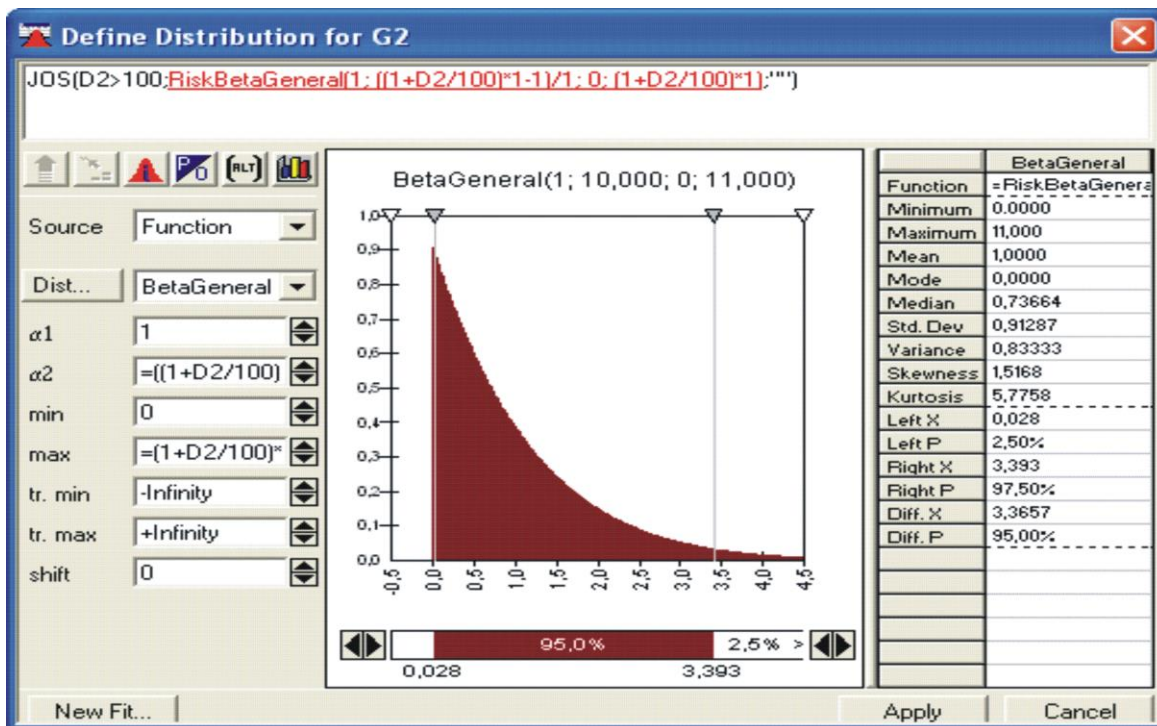 Define Distribution for G2
JOS(D2>100;RiskBetaGeneral(1; ((1+D2/100)*1-1)/1; 0; (1+D2/100)*1);"")
Source Function
Dist... BetaGeneral
α1 1
α2 =((1+D2/100)
min 0
max =(1+D2/100)*
tr. min -Infinity
tr. max +Infinity
shift 0
BetaGeneral(1; 10,000; 0; 11,000)
1,0
0,9
0,8
0,7
0,6
0,5
0,4
0,3
0,2
0,1
0,0
-0,5 0,0 0,5 1,0 1,5 2,0 2,5 3,0 3,5 4,0 4,5
95,0% 2,5% >
0,028 3,393
BetaGeneral
Function =RiskBetaGenera
Minimum 0.0000
Maximum 11,000
Mean 1,0000
Mode 0,0000
Median 0,73664
Std. Dev 0,91287
Variance 0,83333
Skewness 1,5168
Kurtosis 5,7758
Left X 0,028
Left P 2,50%
Right X 3,393
Right P 97,50%
Diff. X 3,3657
Diff. P 95,00%
New Fit... Apply Cancel